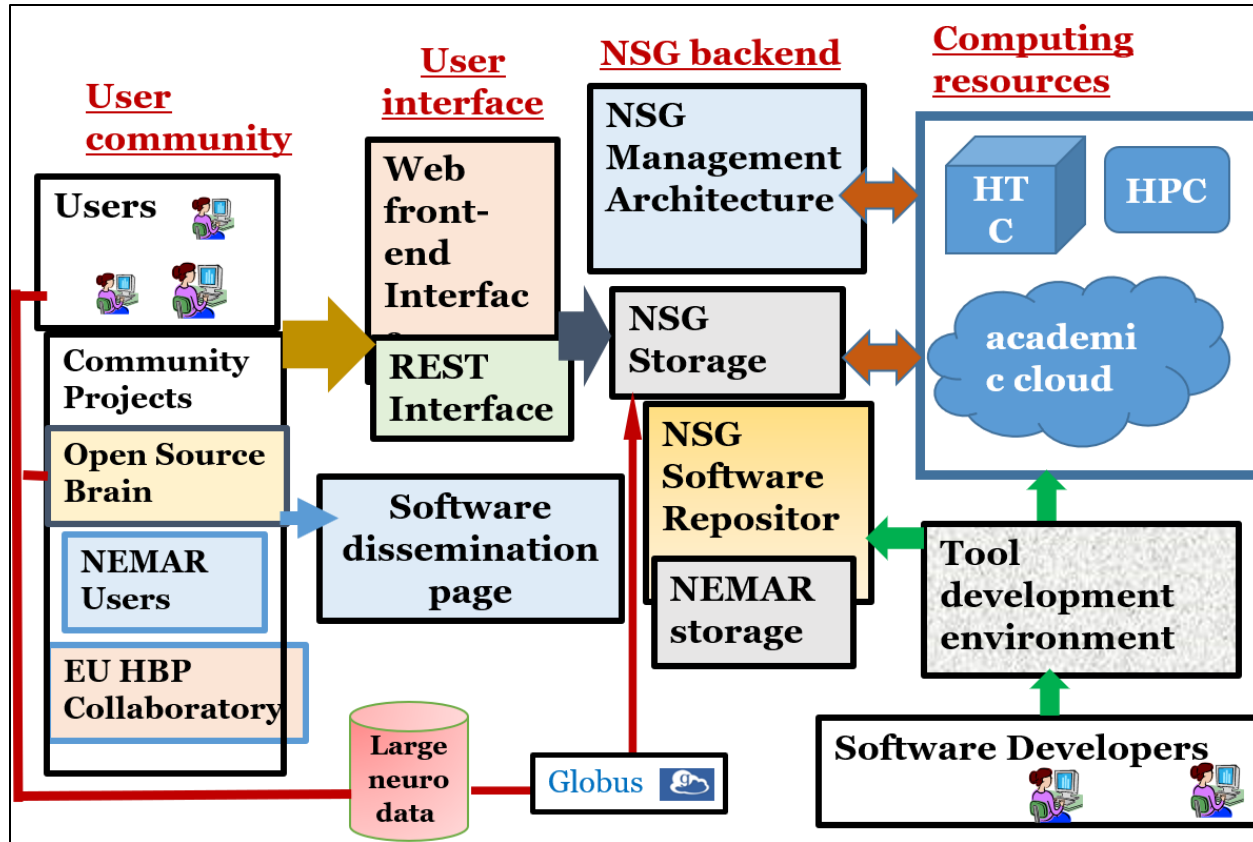 User
community
Users
Community
Projects
Open Source
Brain
NEMAR
Users
EU HBP
Collaboratory
User
interface
Web
front-
end
Interfac
REST
Interface
Software
dissemination
page
Large
neuro
data
Globus
g
NSG backend
NSG
Management
Architecture
NSG
Storage
NSG
Software
Repositor
NEMAR
storage
Computing
resources
HT
C
HPC
academi
c cloud
Tool
development
environment
Software Developers